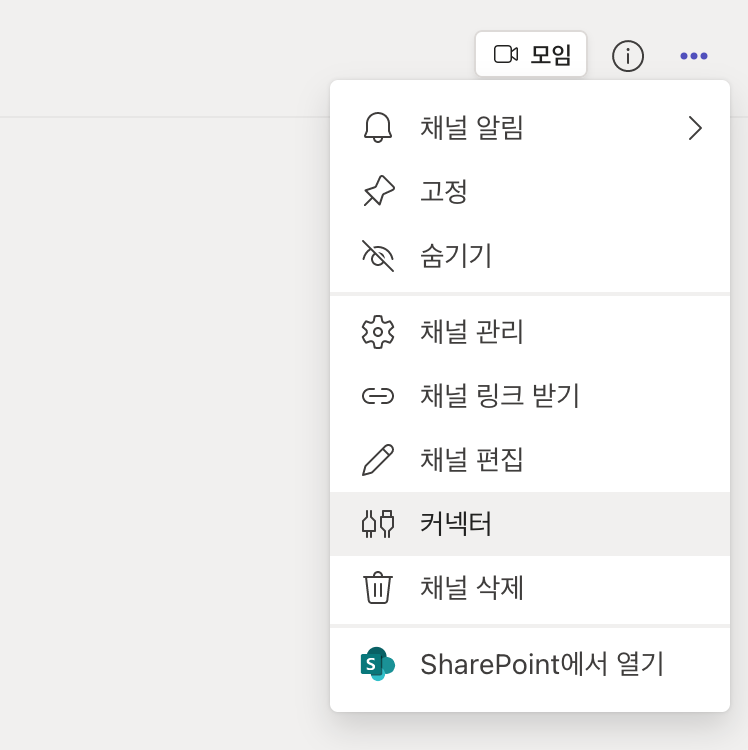 모임
채널 알림
고정
숨기기
채널 관리
채널 링크 받기
채널 편집
커넥터
채널 삭제
S SharePoint에서 열기